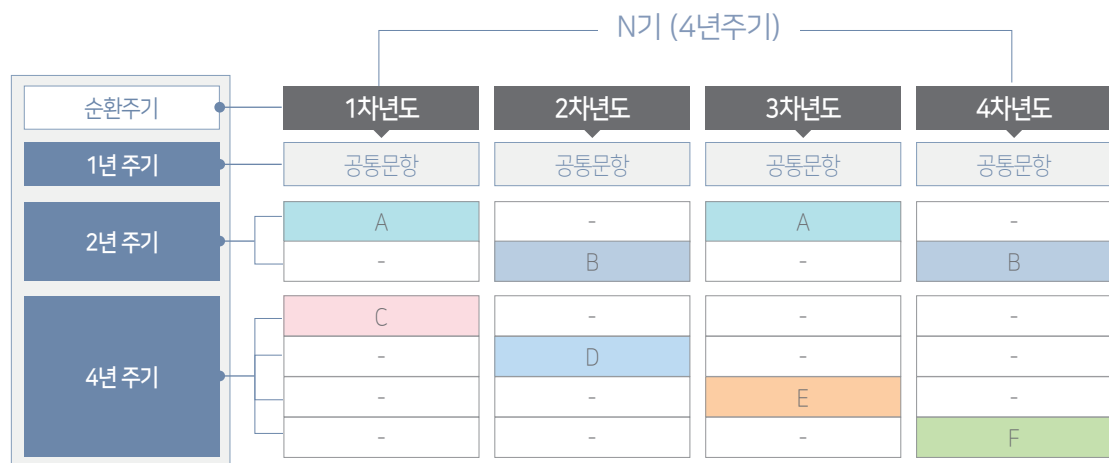 N기 (4년주기)
순환주기 1차년도 2차년도 3차년도 4차년도
1년 주기 공통문항 공통문항 공통문항 공통문항
2년 주기
A - A -
- B - B
4년 주기
C - - -
- D - -
- - E -
- - - F